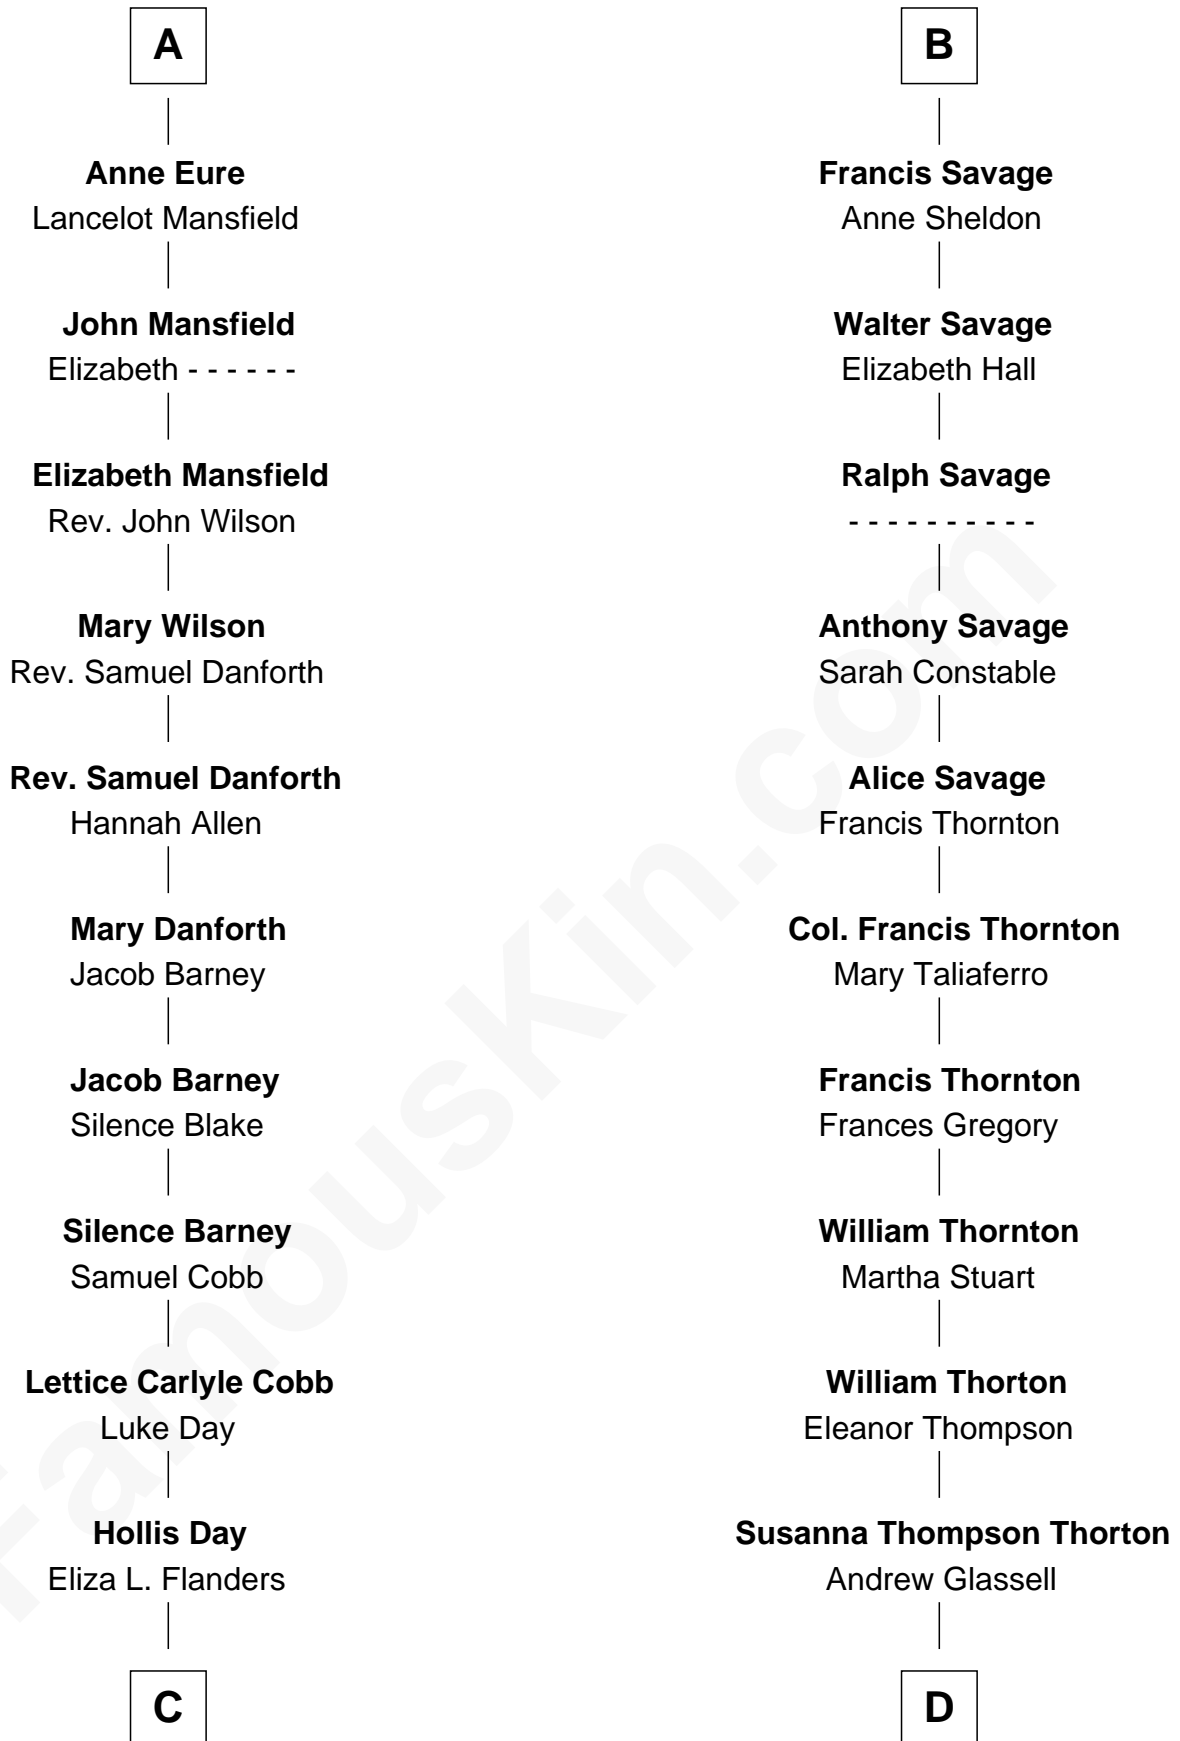 A
Anne Eure
Lancelot Mansfield
John Mansfield
Elizabeth - - - - - -
Elizabeth Mansfield
Rev. John Wilson
Mary Wilson
Rev. Samuel Danforth
Rev. Samuel Danforth
Hannah Allen
Mary Danforth
Jacob Barney
Jacob Barney
Silence Blake
Silence Barney
Samuel Cobb
Lettice Carlyle Cobb
Luke Day
Hollis Day
Eliza L. Flanders
C
B
Francis Savage
Anne Sheldon
Walter Savage
Elizabeth Hall
Ralph Savage
- - - - - - - - - -
Anthony Savage
Sarah Constable
Alice Savage
Francis Thornton
Col. Francis Thornton
Mary Taliaferro
Francis Thornton
Frances Gregory
William Thornton
Martha Stuart
William Thorton
Eleanor Thompson
Susanna Thompson Thorton
Andrew Glassell
D
FamousKin.com